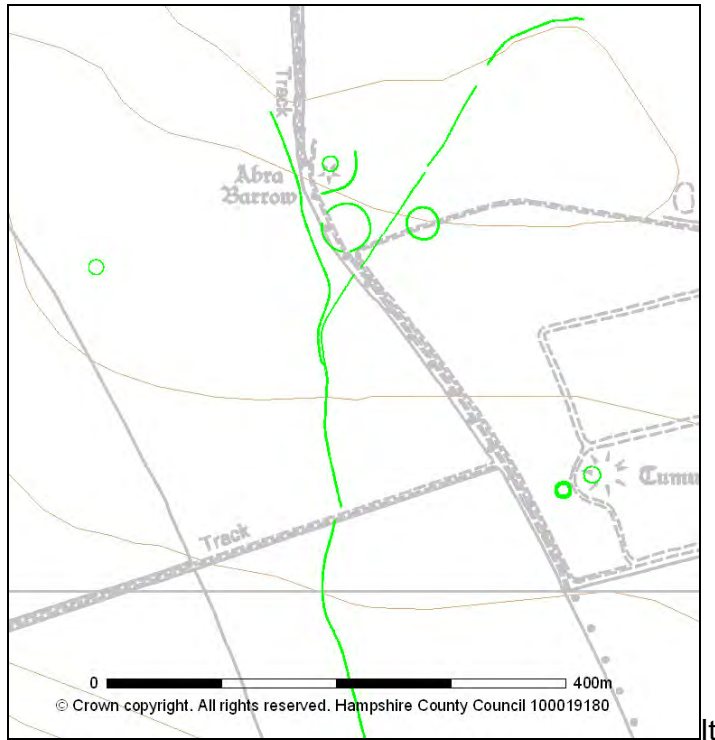 Track
Abra
Barrow
Track
Tumu
0 400m
© Crown copyright. All rights reserved. Hampshire County Council 100019180
It